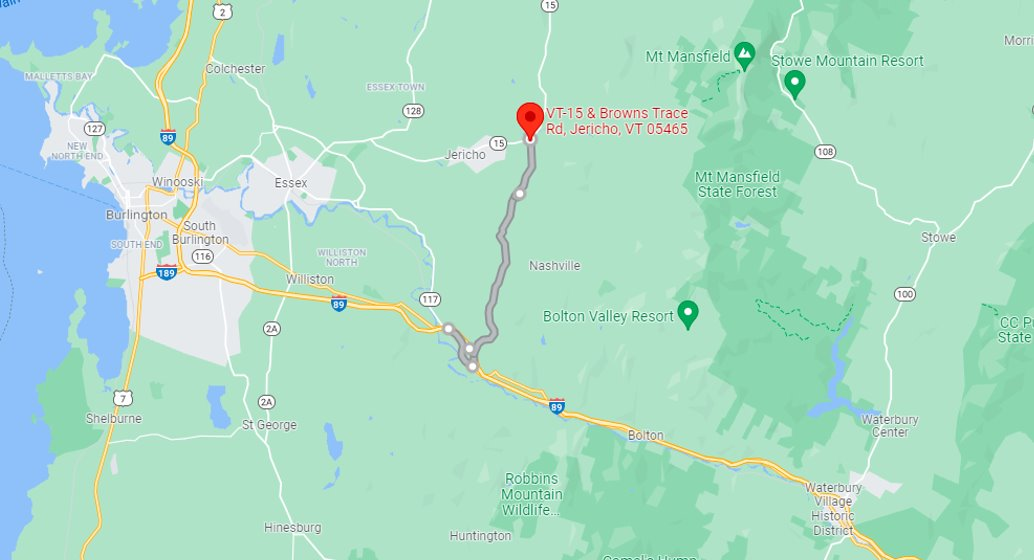 2
15
Mt Mansfield
Stowe Mountain Resort
Colchester
MALLETTS BAY
ESSEX TOWN
128
VT-15 & Browns Trace
Rd, Jericho, VT 05465
127
89
15
NEW
NORTH END
Jericho
108
Winooski
Essex
Mt Mansfield
State Forest
Burlington
South
Burlington
SOUTH END
116
Stowe
WILLISTON
NORTH
Nashville
189
Williston
89
117
100
Bolton Valley Resort
2A
CC P
State
7
2A
89
Shelburne
St George
Bolton
Waterbury
Center
Robbins
Mountain
Wildlife...
Waterbury
Village
Historic
District
Hinesburg
Huntington